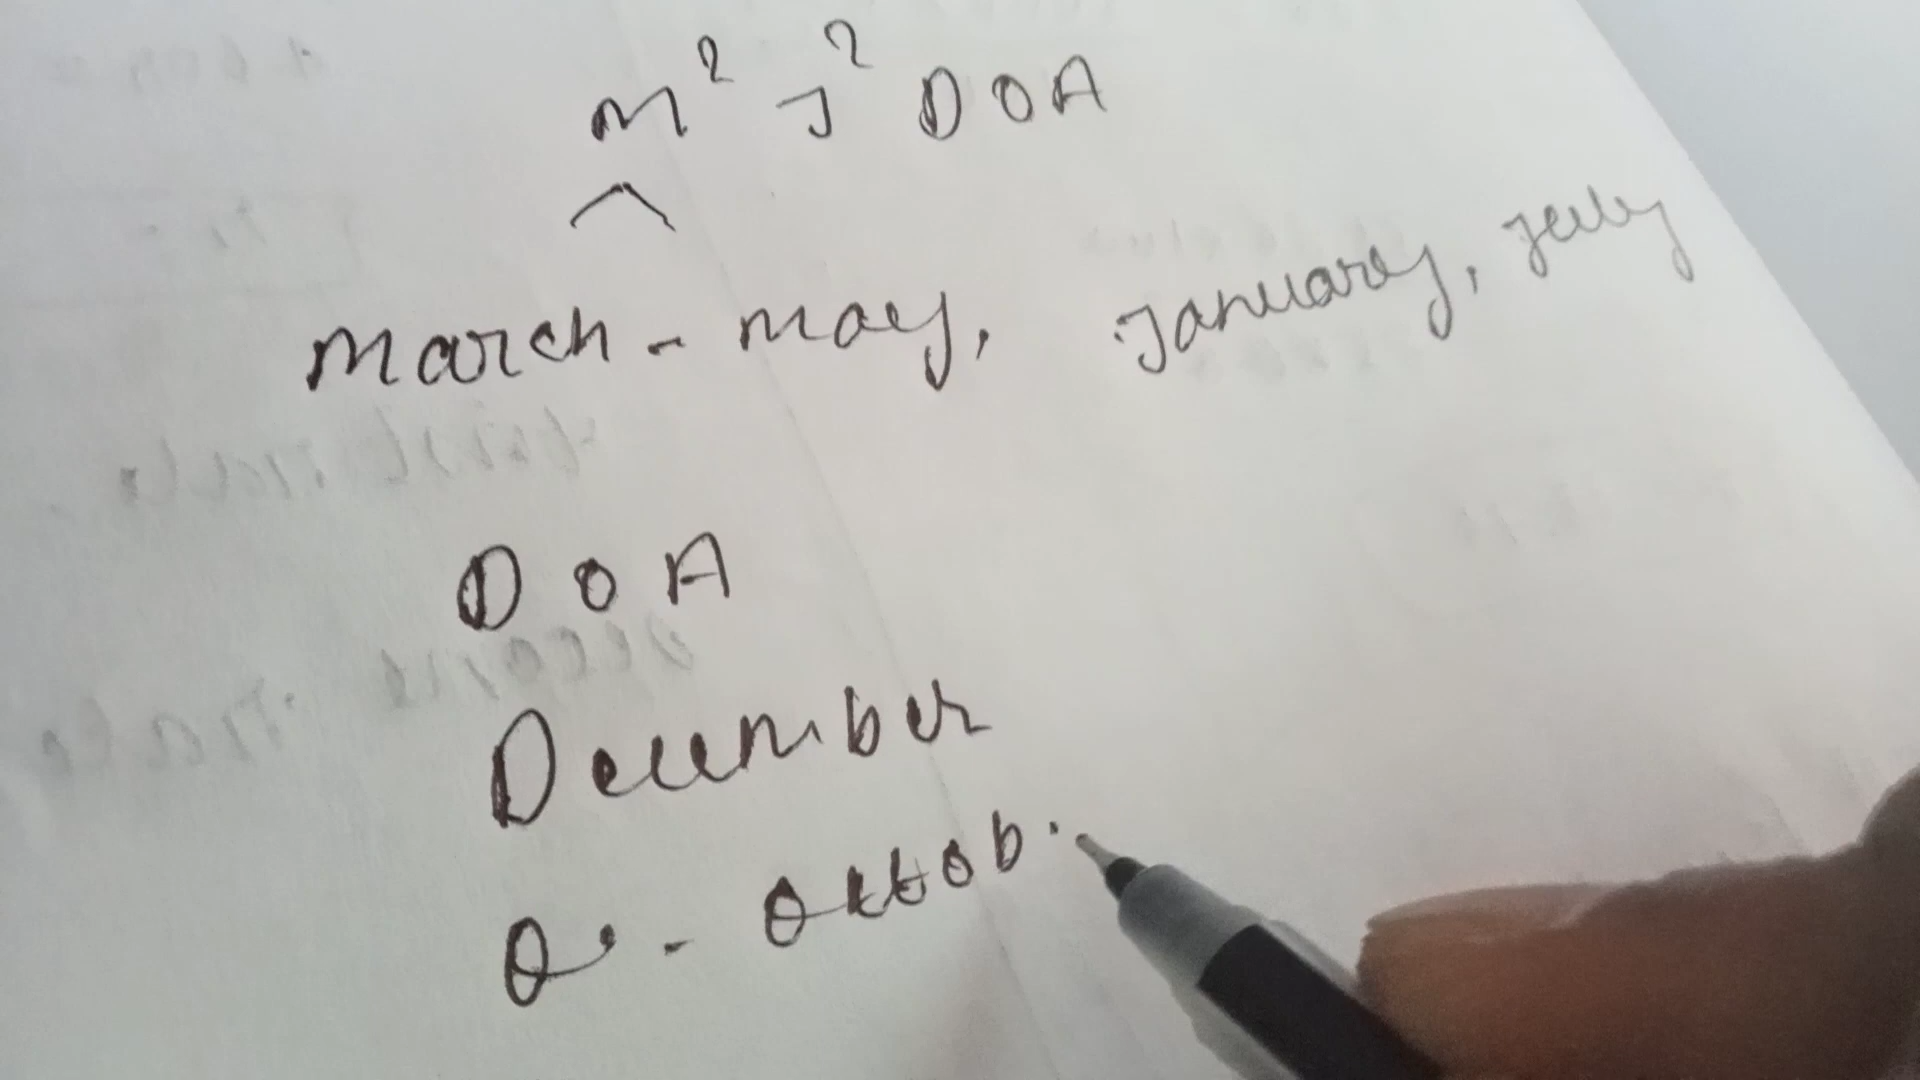 M² J² D O A
March - may, January, July
D O A
December
O - Oktob